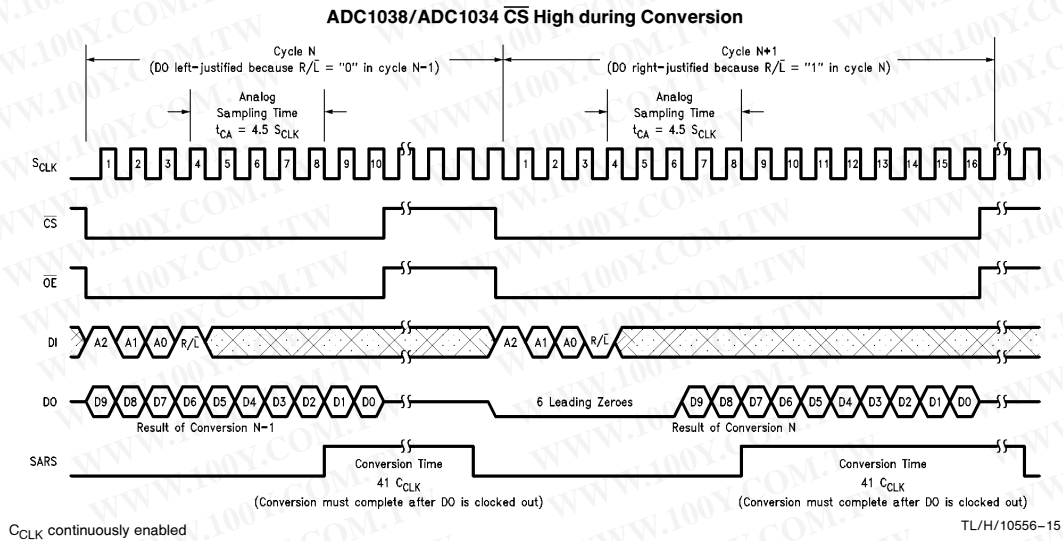 ADC1038/ADC1034 C̅S̅ High during Conversion
Cycle N
(DO left-justified because R/L̅ = "0" in cycle N-1)
Cycle N+1
(DO right-justified because R/L̅ = "1" in cycle N)
Analog
Sampling Time
tCA = 4.5 SCLK
Analog
Sampling Time
tCA = 4.5 SCLK
SCLK 1 2 3 4 5 6 7 8 9 10 1 2 3 4 5 6 7 8 9 10 11 12 13 14 15 16
C̅S̅
O̅E̅
DI A2 A1 A0 R/L̅ A2 A1 A0 R/L̅
DO D9 D8 D7 D6 D5 D4 D3 D2 D1 D0 6 Leading Zeroes D9 D8 D7 D6 D5 D4 D3 D2 D1 D0
Result of Conversion N-1
Result of Conversion N
SARS
Conversion Time
41 CCLK
(Conversion must complete after DO is clocked out)
Conversion Time
41 CCLK
(Conversion must complete after DO is clocked out)
CCLK continuously enabled
TL/H/10556–15
WWW.100Y.COM.TW